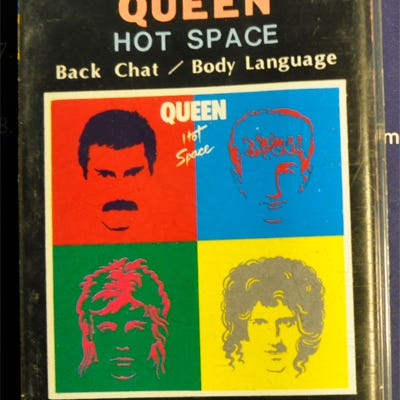 QUEEN
HOT SPACE
Back Chat / Body Language
QUEEN
Hot
Space
m